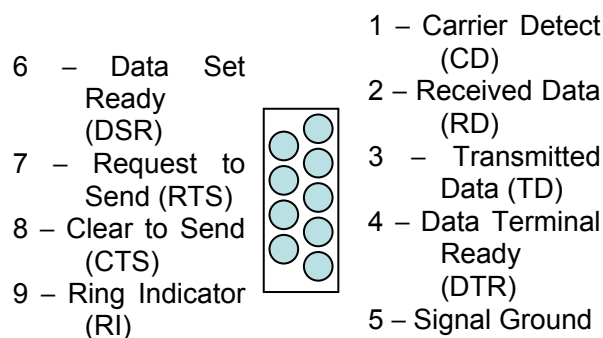 6 – Data Set
Ready
(DSR)
7 – Request to
Send (RTS)
8 – Clear to Send
(CTS)
9 – Ring Indicator
(RI)
1 – Carrier Detect
(CD)
2 – Received Data
(RD)
3 – Transmitted
Data (TD)
4 – Data Terminal
Ready
(DTR)
5 – Signal Ground